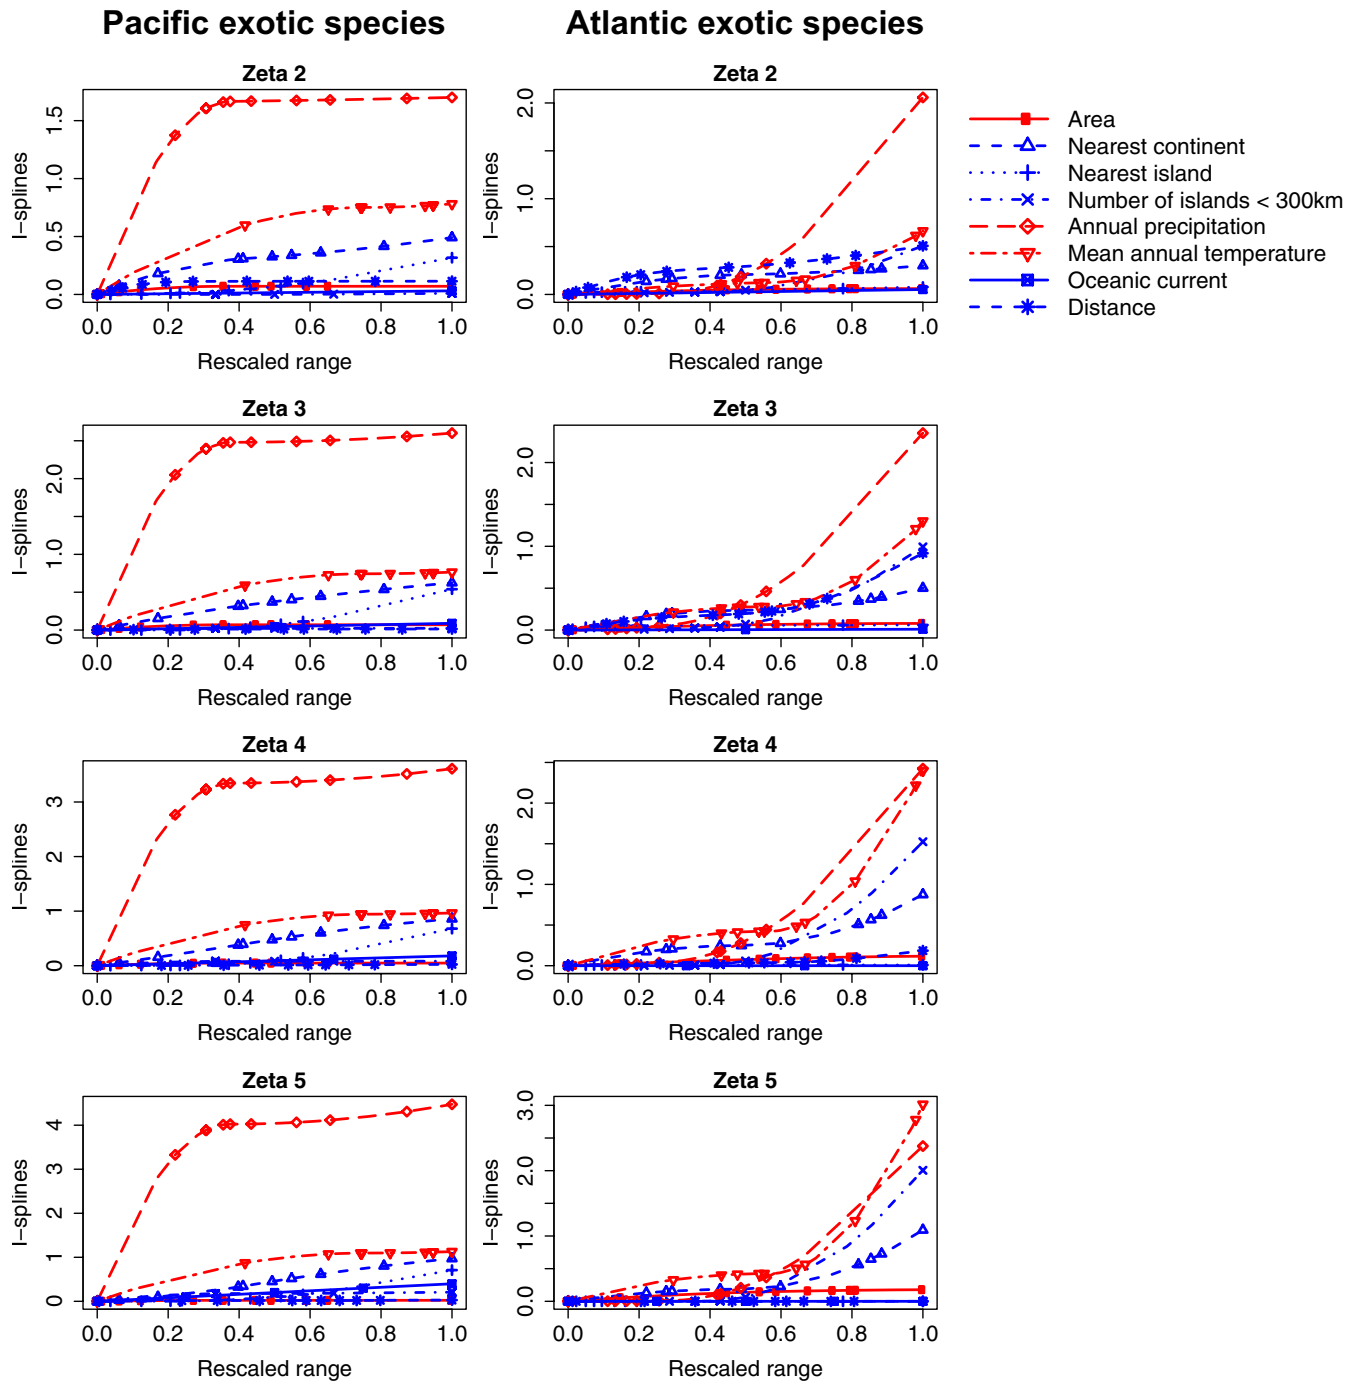 Pacific exotic species
Atlantic exotic species
Zeta 2
I-splines
0.0 0.5 1.0 1.5
0.0 0.2 0.4 0.6 0.8 1.0
Rescaled range
Zeta 2
I-splines
0.0 1.0 2.0
0.0 0.2 0.4 0.6 0.8 1.0
Rescaled range
Area
Nearest continent
Nearest island
Number of islands < 300km
Annual precipitation
Mean annual temperature
Oceanic current
Distance
Zeta 3
I-splines
0.0 1.0 2.0
0.0 0.2 0.4 0.6 0.8 1.0
Rescaled range
Zeta 3
I-splines
0.0 1.0 2.0
0.0 0.2 0.4 0.6 0.8 1.0
Rescaled range
Zeta 4
I-splines
0 1 2 3
0.0 0.2 0.4 0.6 0.8 1.0
Rescaled range
Zeta 4
I-splines
0.0 1.0 2.0
0.0 0.2 0.4 0.6 0.8 1.0
Rescaled range
Zeta 5
I-splines
0 1 2 3 4
0.0 0.2 0.4 0.6 0.8 1.0
Rescaled range
Zeta 5
I-splines
0.0 1.0 2.0 3.0
0.0 0.2 0.4 0.6 0.8 1.0
Rescaled range